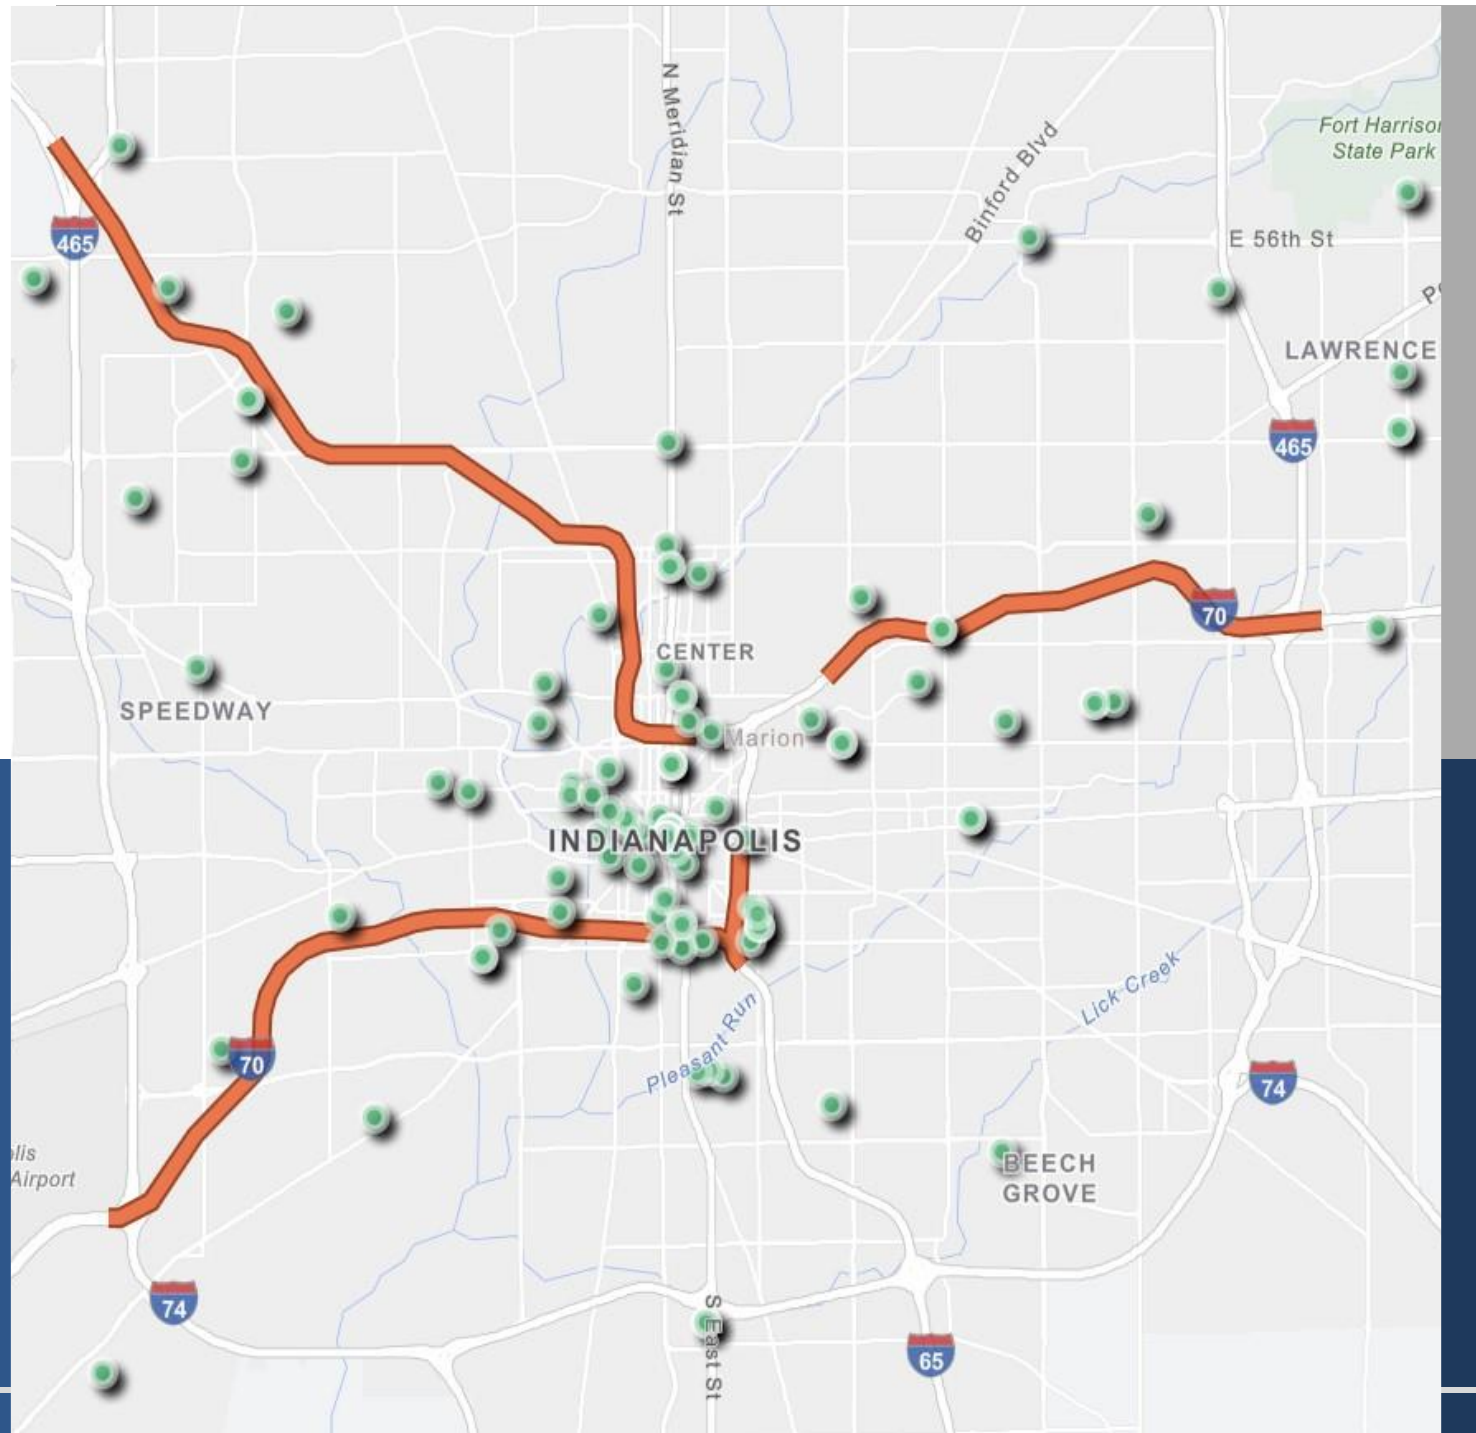 N Meridian St
Binford Blvd
Fort Harrison
State Park
465
E 56th St
LAWRENCE
465
70
CENTER
SPEEDWAY
Marion
INDIANAPOLIS
Lick Creek
Pleasant Run
70
74
Airport
BEECH
GROVE
74
S East St
65